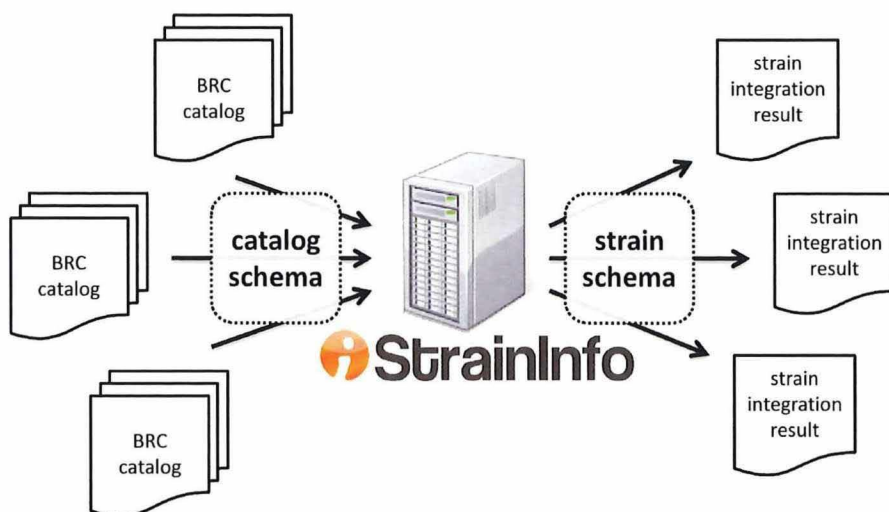 BRC
catalog
BRC
catalog
BRC
catalog
catalog
schema
StrainInfo
strain
schema
strain
integration
result
strain
integration
result
strain
integration
result